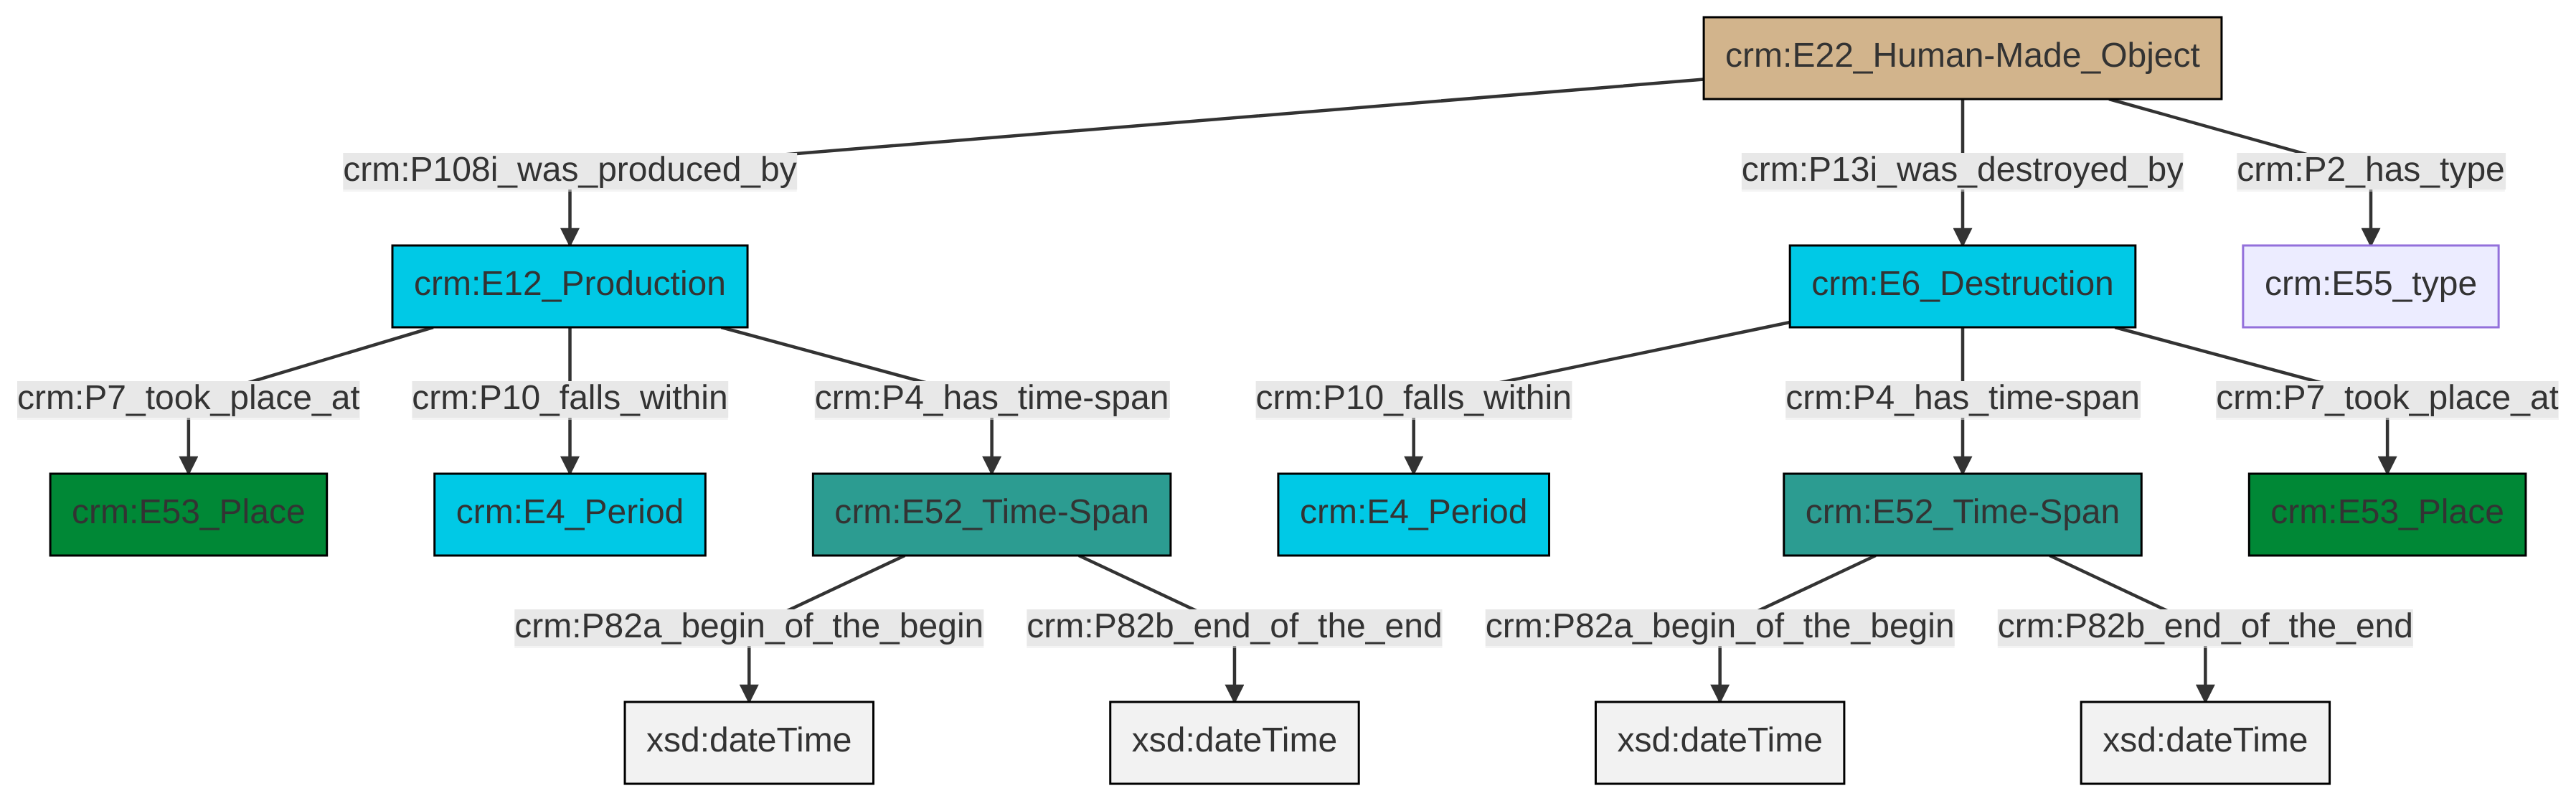 crm:E22_Human-Made_Object
crm:P108i_was_produced_by
crm:P13i_was_destroyed_by
crm:P2_has_type
crm:E12_Production
crm:E6_Destruction
crm:E55_type
crm:P7_took_place_at
crm:P10_falls_within
crm:P4_has_time-span
crm:P10_falls_within
crm:P4_has_time-span
crm:P7_took_place_at
crm:E53_Place
crm:E4_Period
crm:E52_Time-Span
crm:E4_Period
crm:E52_Time-Span
crm:E53_Place
crm:P82a_begin_of_the_begin
crm:P82b_end_of_the_end
crm:P82a_begin_of_the_begin
crm:P82b_end_of_the_end
xsd:dateTime
xsd:dateTime
xsd:dateTime
xsd:dateTime